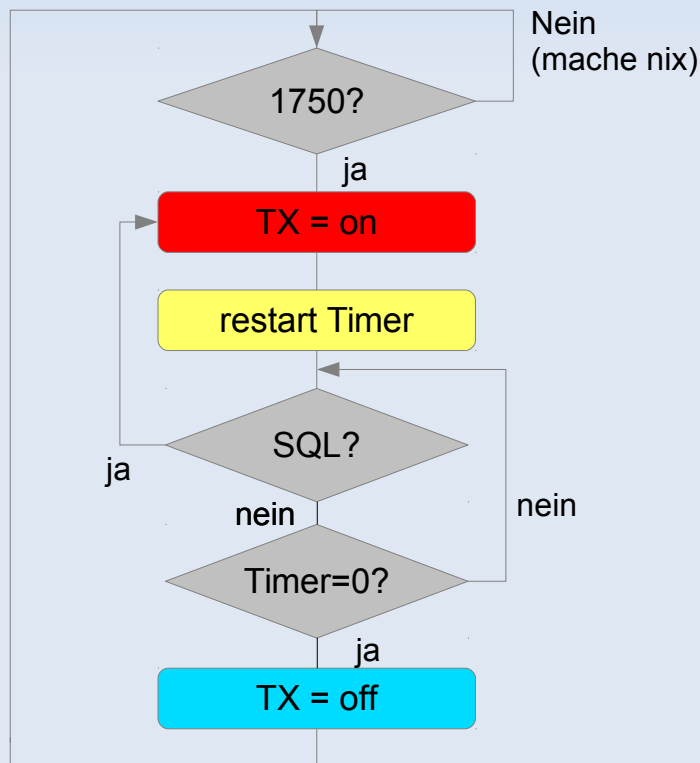 Nein
(mache nix)
1750?
ja
TX = on
restart Timer
SQL?
ja
nein
nein
Timer=0?
ja
TX = off